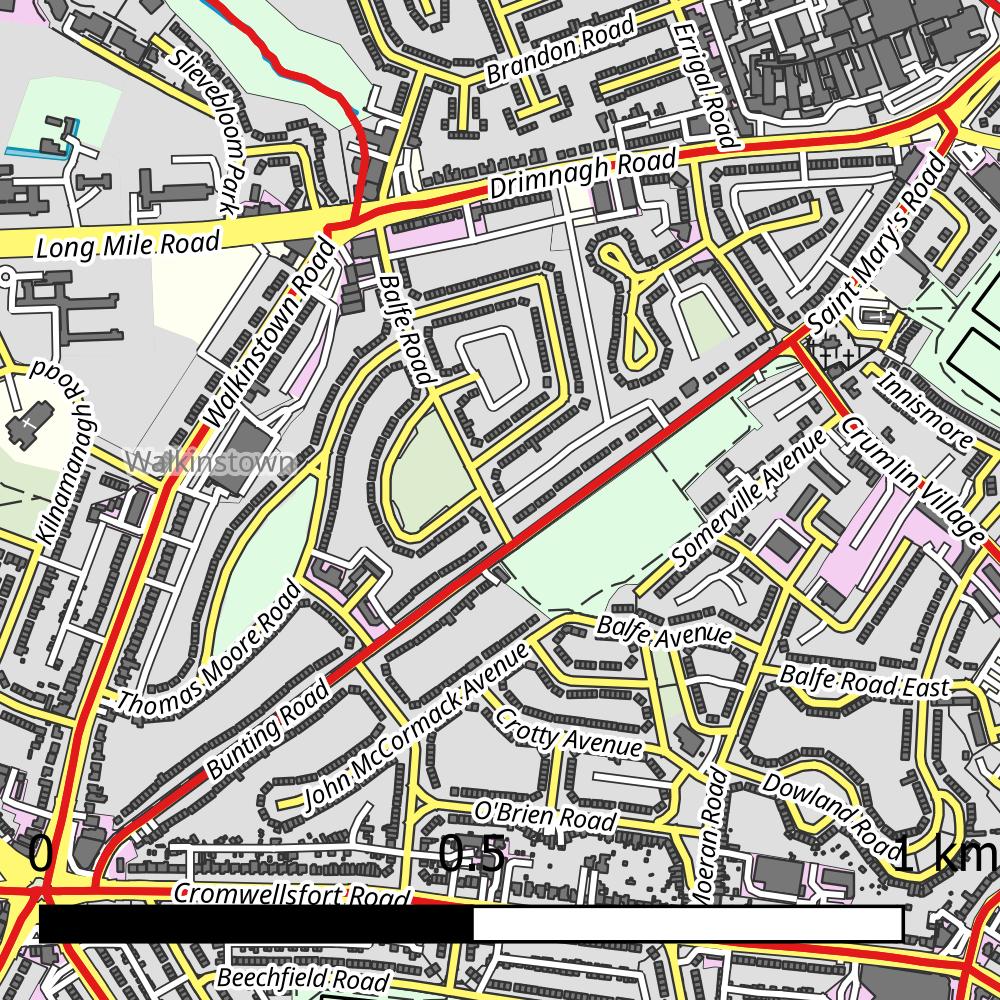 Brandon Road
Errigal Road
Slievebloom Park
Drimnagh Road
Long Mile Road
Saint Mary's Road
Walkinstown Road
Balfe Road
Kilnamanagh Road
Walkinstown
Innismore
Crumlin Village
Somerville Avenue
Thomas Moore Road
Balfe Avenue
Balfe Road East
Bunting Road
John McCormack Avenue
Crotty Avenue
O'Brien Road
Moeran Road
Dowland Road
0 0.5 1 km
Cromwellsfort Road
Beechfield Road